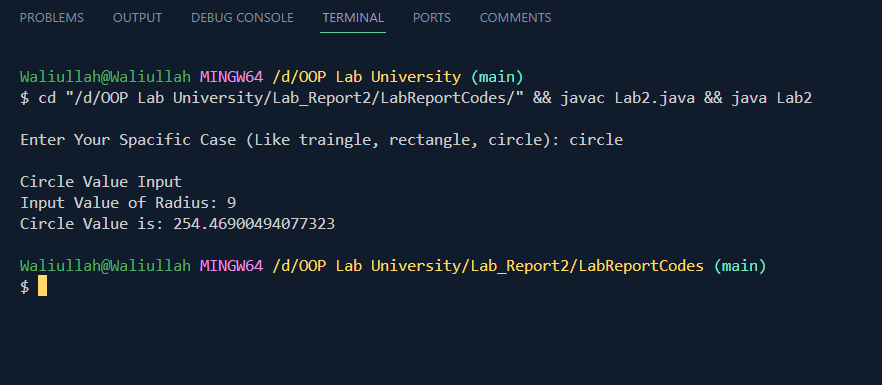 PROBLEMS OUTPUT DEBUG CONSOLE TERMINAL PORTS COMMENTS
Waliullah@Waliullah MINGW64 /d/OOP Lab University (main)
$ cd "/d/OOP Lab University/Lab_Report2/LabReportCodes/" && javac Lab2.java && java Lab2
Enter Your Spacific Case (Like traingle, rectangle, circle): circle
Circle Value Input
Input Value of Radius: 9
Circle Value is: 254.46900494077323
Waliullah@Waliullah MINGW64 /d/OOP Lab University/Lab_Report2/LabReportCodes (main)
$